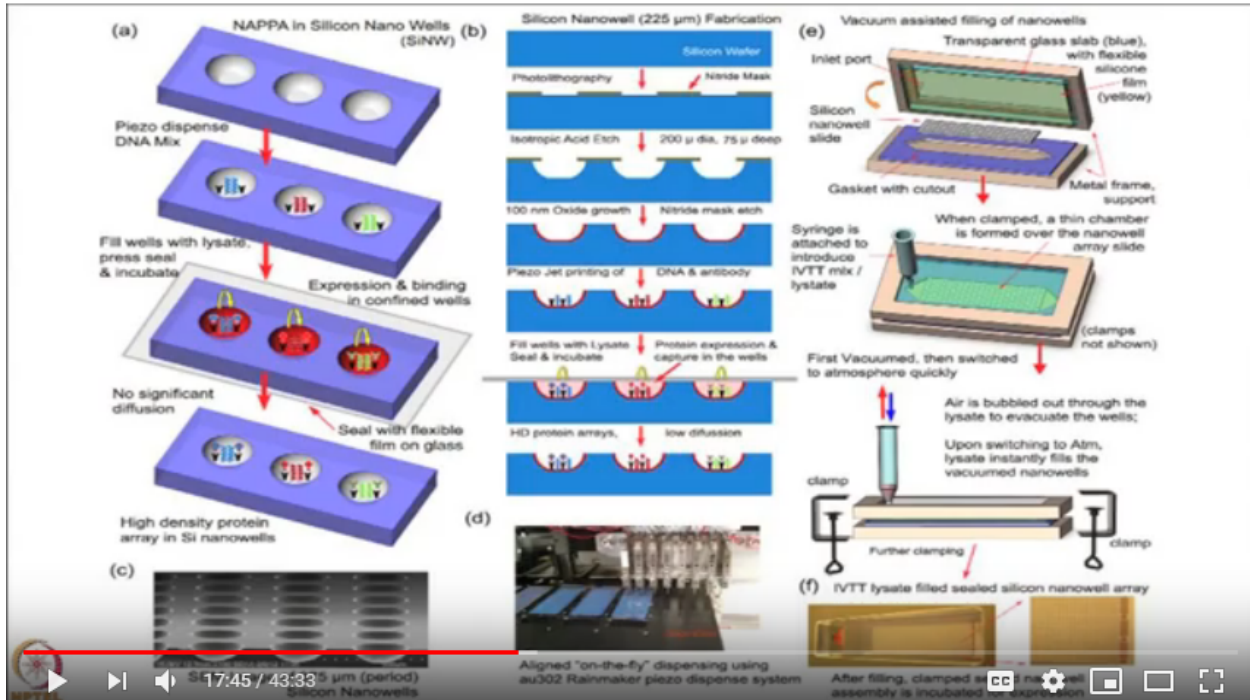 (a)
NAPPA in Silicon Nano Wells
(SiNW)
Piezo dispense
DNA Mix
Fill wells with lysate,
press seal
& incubate
Expression & binding
in confined wells
No significant
diffusion
Seal with flexible
film on glass
High density protein
array in Si nanowells
(b)
Silicon Nanowell (225 µm) Fabrication
Silicon Wafer
Photolithography
Nitride Mask
Isotropic Acid Etch
200 µ dia, 75 µ deep
100 nm Oxide growth
Nitride mask etch
Piezo Jet printing of
DNA & antibody
Fill wells with Lysate
Seal & incubate
Protein expression &
capture in the wells
HD protein arrays,
low difussion
(c)
µm (period)
Silicon Nanowells
(d)
Aligned "on-the-fly" dispensing using
au302 Rainmaker piezo dispense system
(e)
Vacuum assisted filling of nanowells
Inlet port
Transparent glass slab (blue),
with flexible
silicone
film
(yellow)
Silicon
nanowell
slide
Gasket with cutout
Metal frame,
support
Syringe is
attached to
introduce
IVTT mix /
lystate
When clamped, a thin chamber
is formed over the nanowell
array slide
(clamps
not shown)
First Vacuumed, then switched
to atmosphere quickly
Air is bubbled out through the
lysate to evacuate the wells;
Upon switching to Atm,
lysate instantly fills the
vacuumed nanowells
clamp
clamp
Further clamping
(f)
IVTT lysate filled sealed silicon nanowell array
After filling, clamped
assembly is incubated for expression
NPTEL
17:45 / 43:33
CC